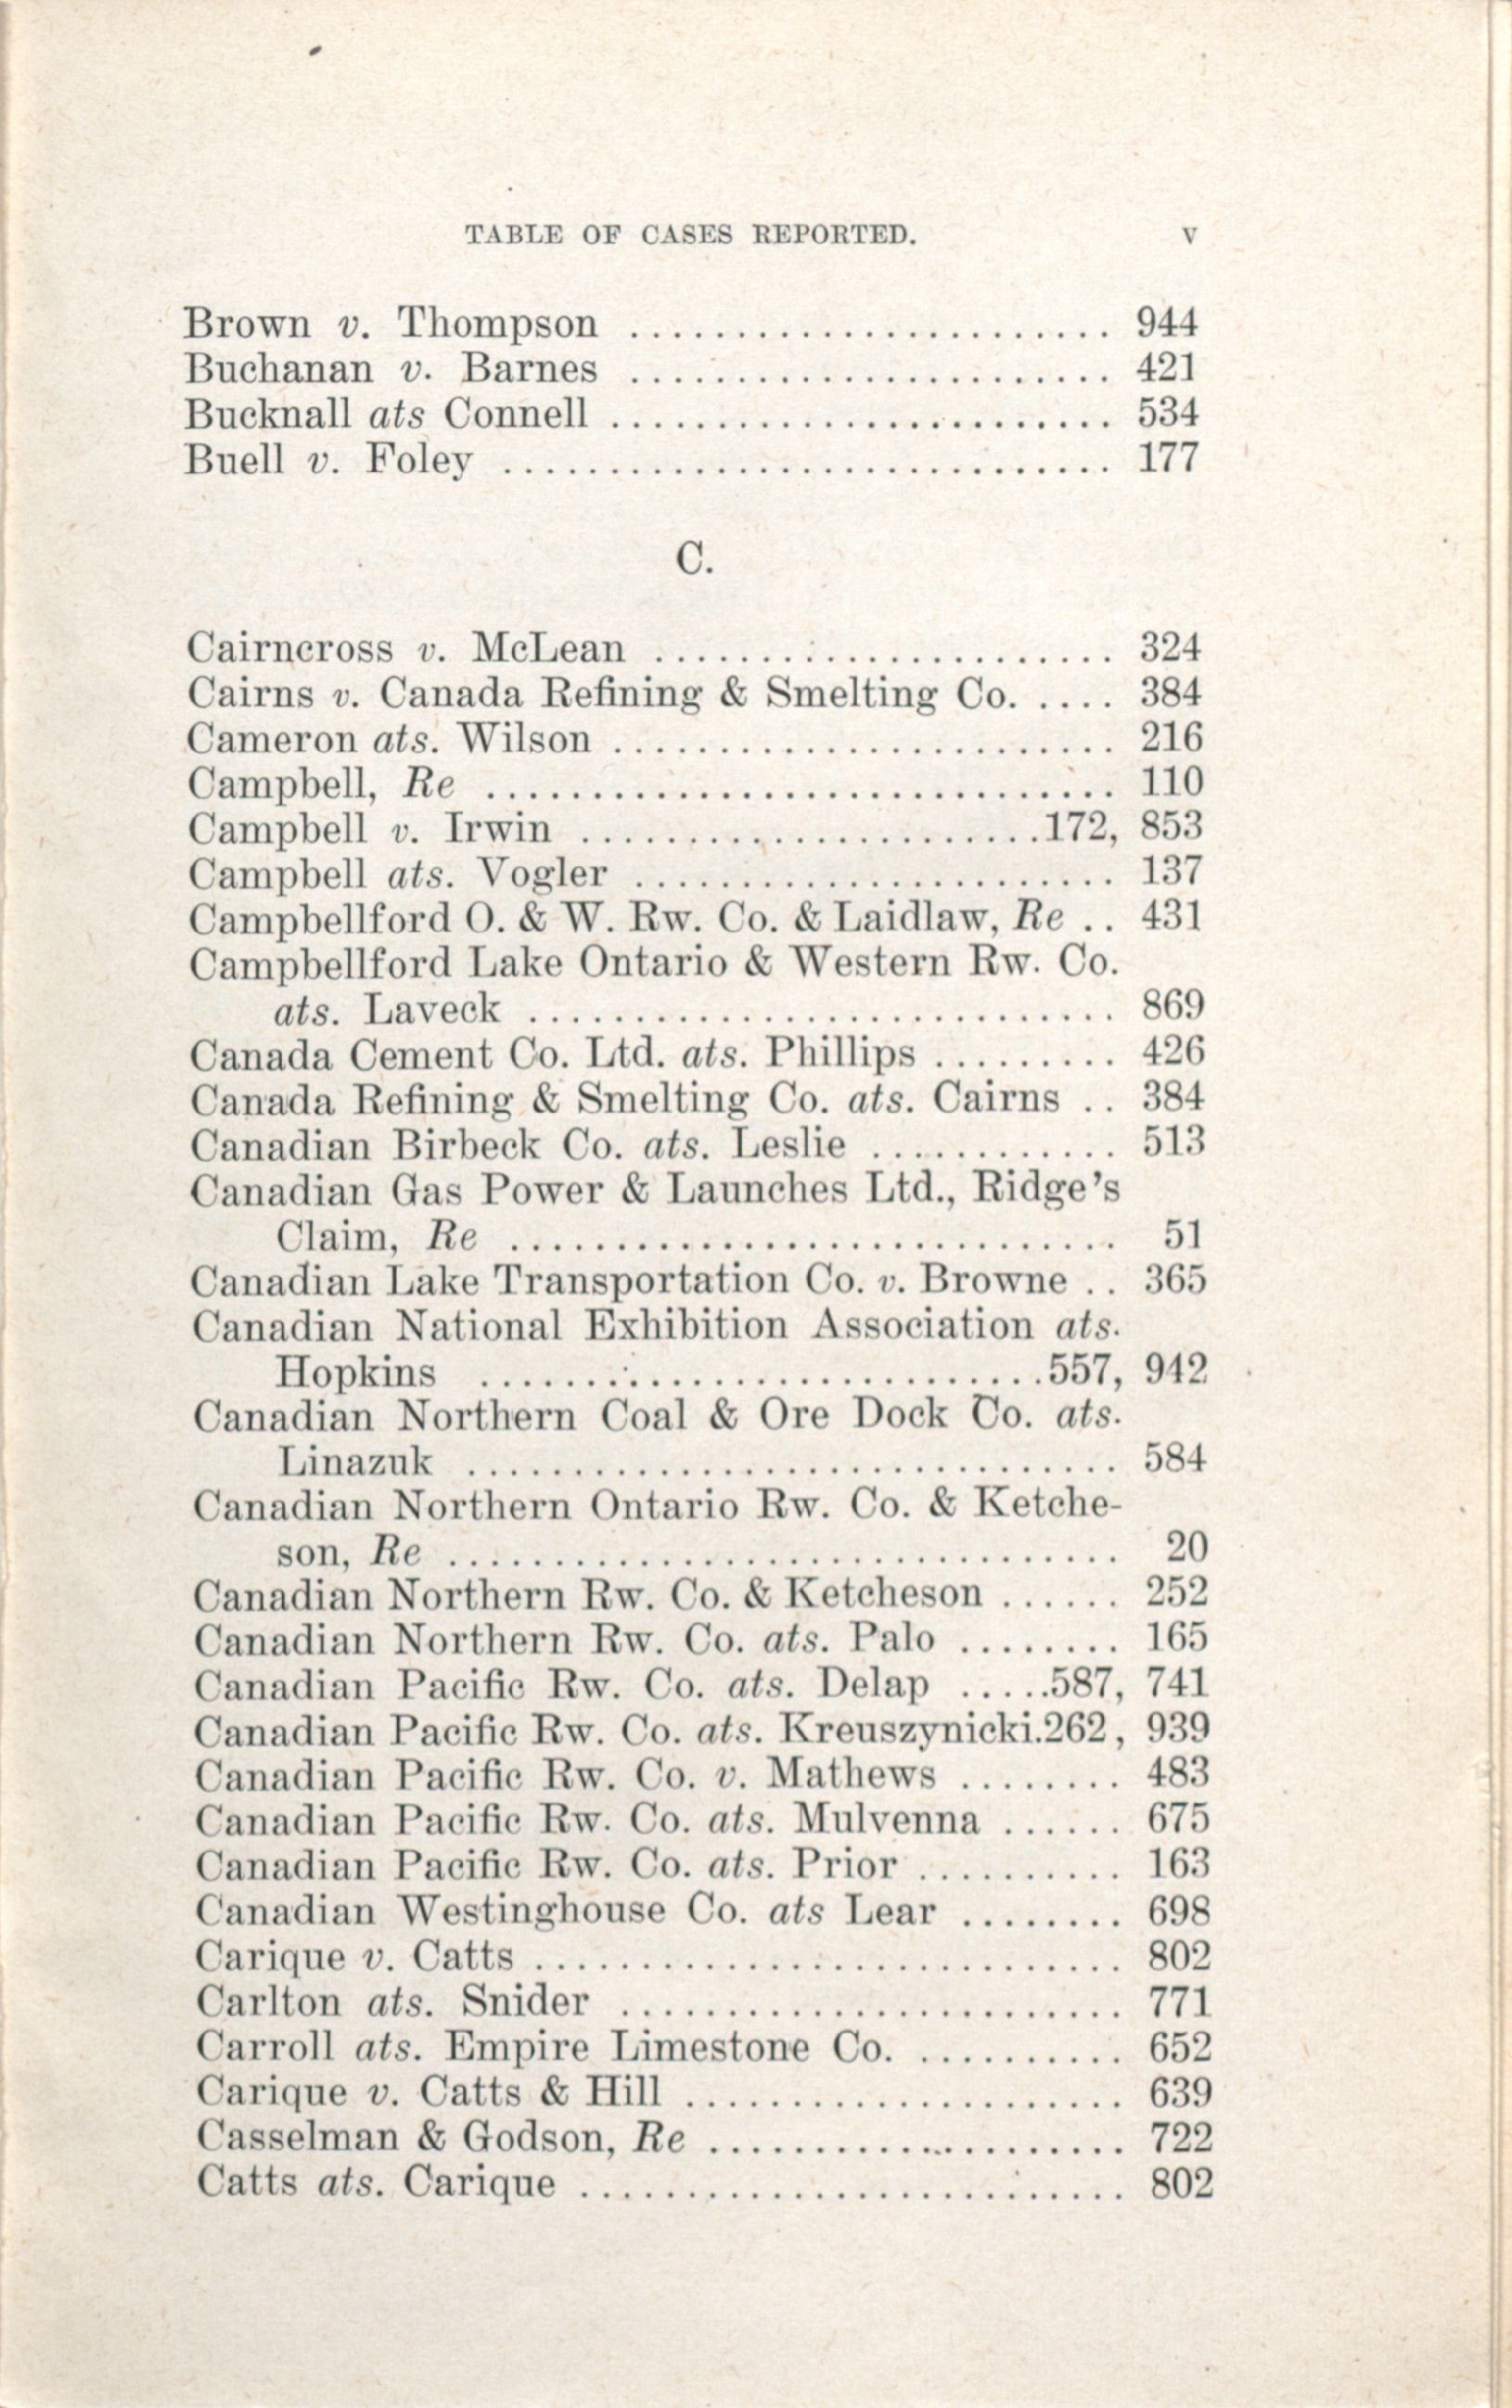 TABLE OF CASES REPORTED. v
Brown v. Thompson ........................ 944
Buchanan v. Barnes ........................ 421
Bucknall ats Connell ........................ 534
Buell v. Foley ........................ 177
C.
Cairncross v. McLean ........................ 324
Cairns v. Canada Refining & Smelting Co. .... 384
Cameron ats. Wilson ........................ 216
Campbell, Re ........................ 110
Campbell v. Irwin ........................172, 853
Campbell ats. Vogler ........................ 137
Campbellford O. & W. Rw. Co. & Laidlaw, Re .. 431
Campbellford Lake Ontario & Western Rw. Co.
ats. Laveck ........................ 869
Canada Cement Co. Ltd. ats. Phillips ......... 426
Canada Refining & Smelting Co. ats. Cairns .. 384
Canadian Birbeck Co. ats. Leslie ............ 513
Canadian Gas Power & Launches Ltd., Ridge's
Claim, Re ........................ 51
Canadian Lake Transportation Co. v. Browne .. 365
Canadian National Exhibition Association ats.
Hopkins ........................557, 942
Canadian Northern Coal & Ore Dock Co. ats.
Linazuk ........................ 584
Canadian Northern Ontario Rw. Co. & Ketche-
son, Re ........................ 20
Canadian Northern Rw. Co. & Ketcheson ...... 252
Canadian Northern Rw. Co. ats. Palo ........ 165
Canadian Pacific Rw. Co. ats. Delap .....587, 741
Canadian Pacific Rw. Co. ats. Kreuszynicki.262, 939
Canadian Pacific Rw. Co. v. Mathews ........ 483
Canadian Pacific Rw. Co. ats. Mulvenna ...... 675
Canadian Pacific Rw. Co. ats. Prior .......... 163
Canadian Westinghouse Co. ats Lear ........ 698
Carique v. Catts ........................ 802
Carlton ats. Snider ........................ 771
Carroll ats. Empire Limestone Co. .......... 652
Carique v. Catts & Hill ..................... 639
Casselman & Godson, Re .................... 722
Catts ats. Carique ........................ 802